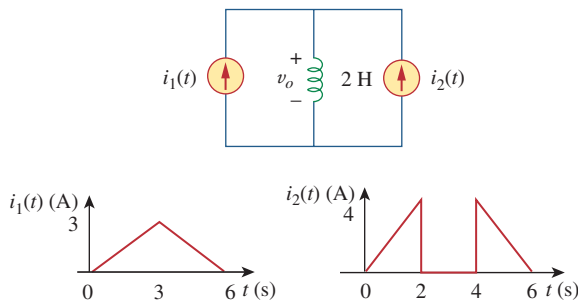 +
i₁(t)
vₒ
2 H
i₂(t)
−
i₁(t) (A)
3
0
3
6
t (s)
i₂(t) (A)
4
0
2
4
6
t (s)